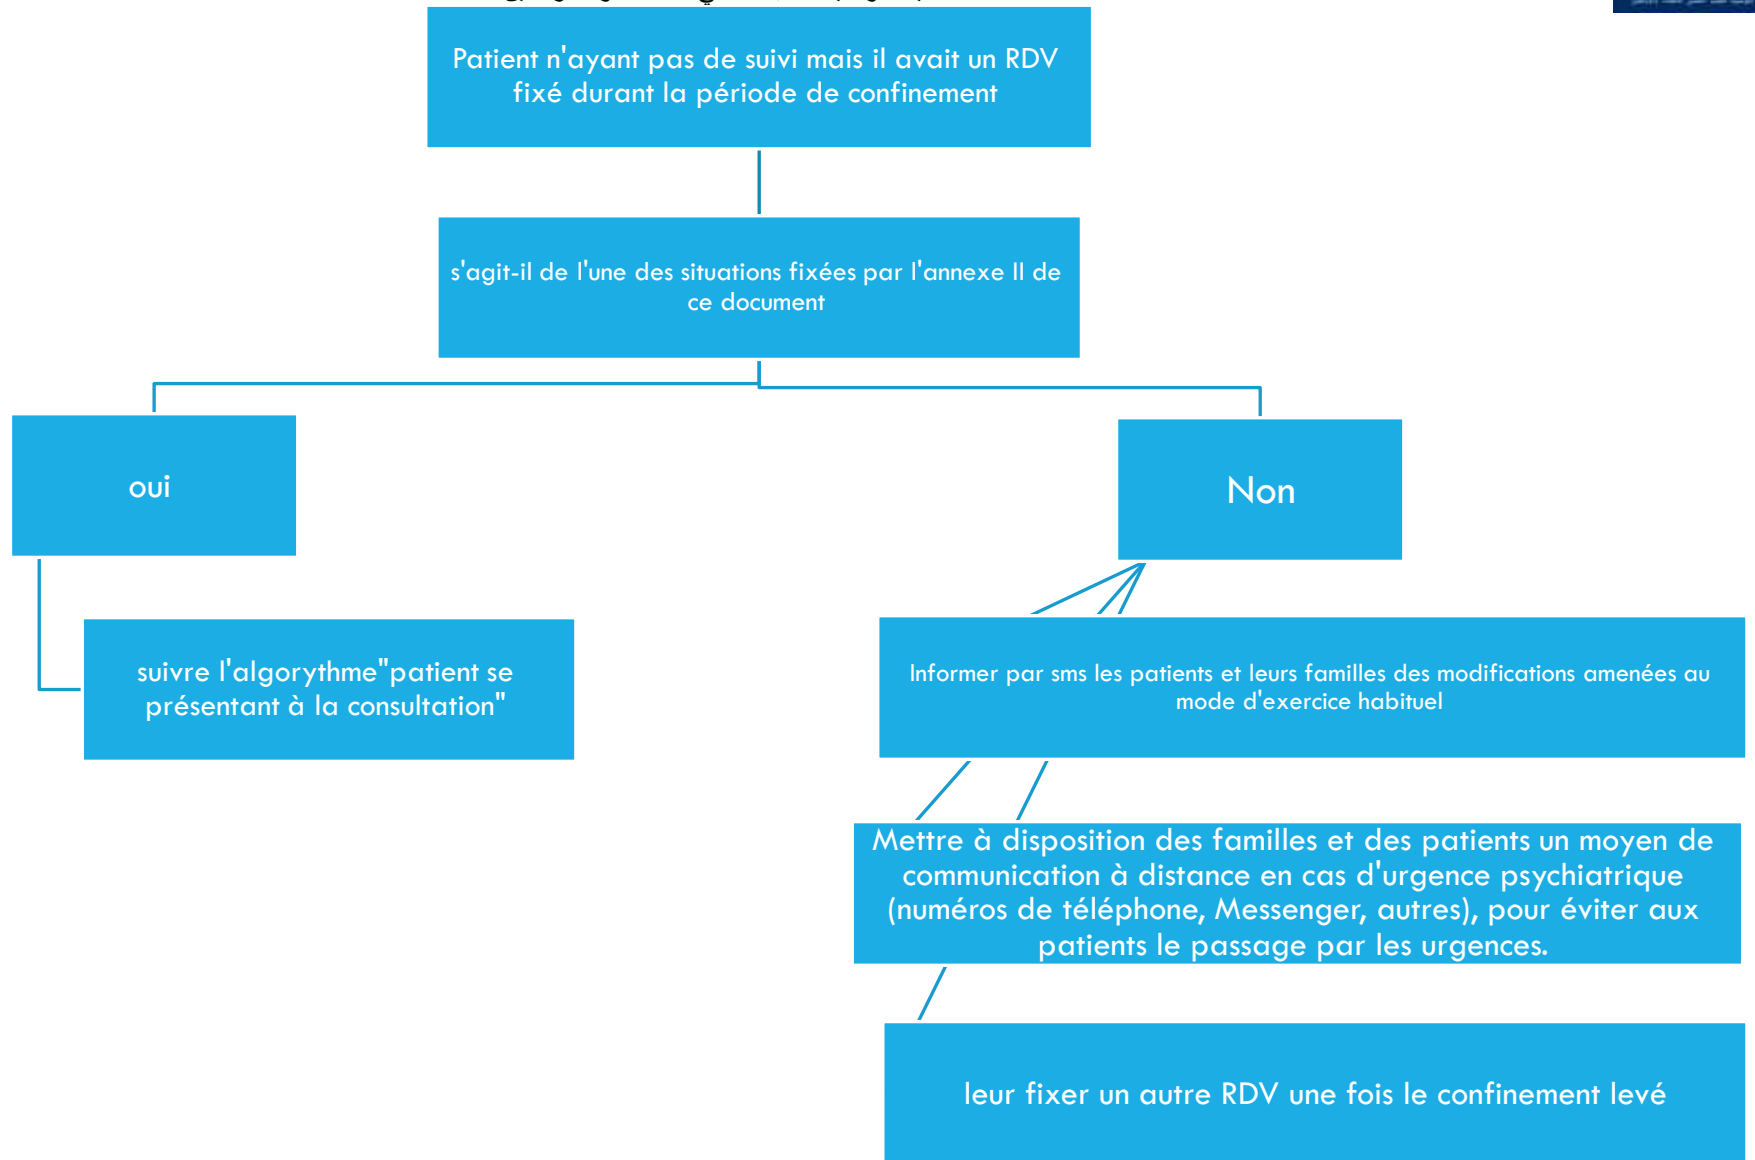 Patient n'ayant pas de suivi mais il avait un RDV
fixé durant la période de confinement
s'agit-il de l'une des situations fixées par l'annexe II de
ce document
oui
Non
suivre l'algorythme"patient se
présentant à la consultation"
Informer par sms les patients et leurs familles des modifications amenées au
mode d'exercice habituel
Mettre à disposition des familles et des patients un moyen de
communication à distance en cas d'urgence psychiatrique
(numéros de téléphone, Messenger, autres), pour éviter aux
patients le passage par les urgences.
leur fixer un autre RDV une fois le confinement levé